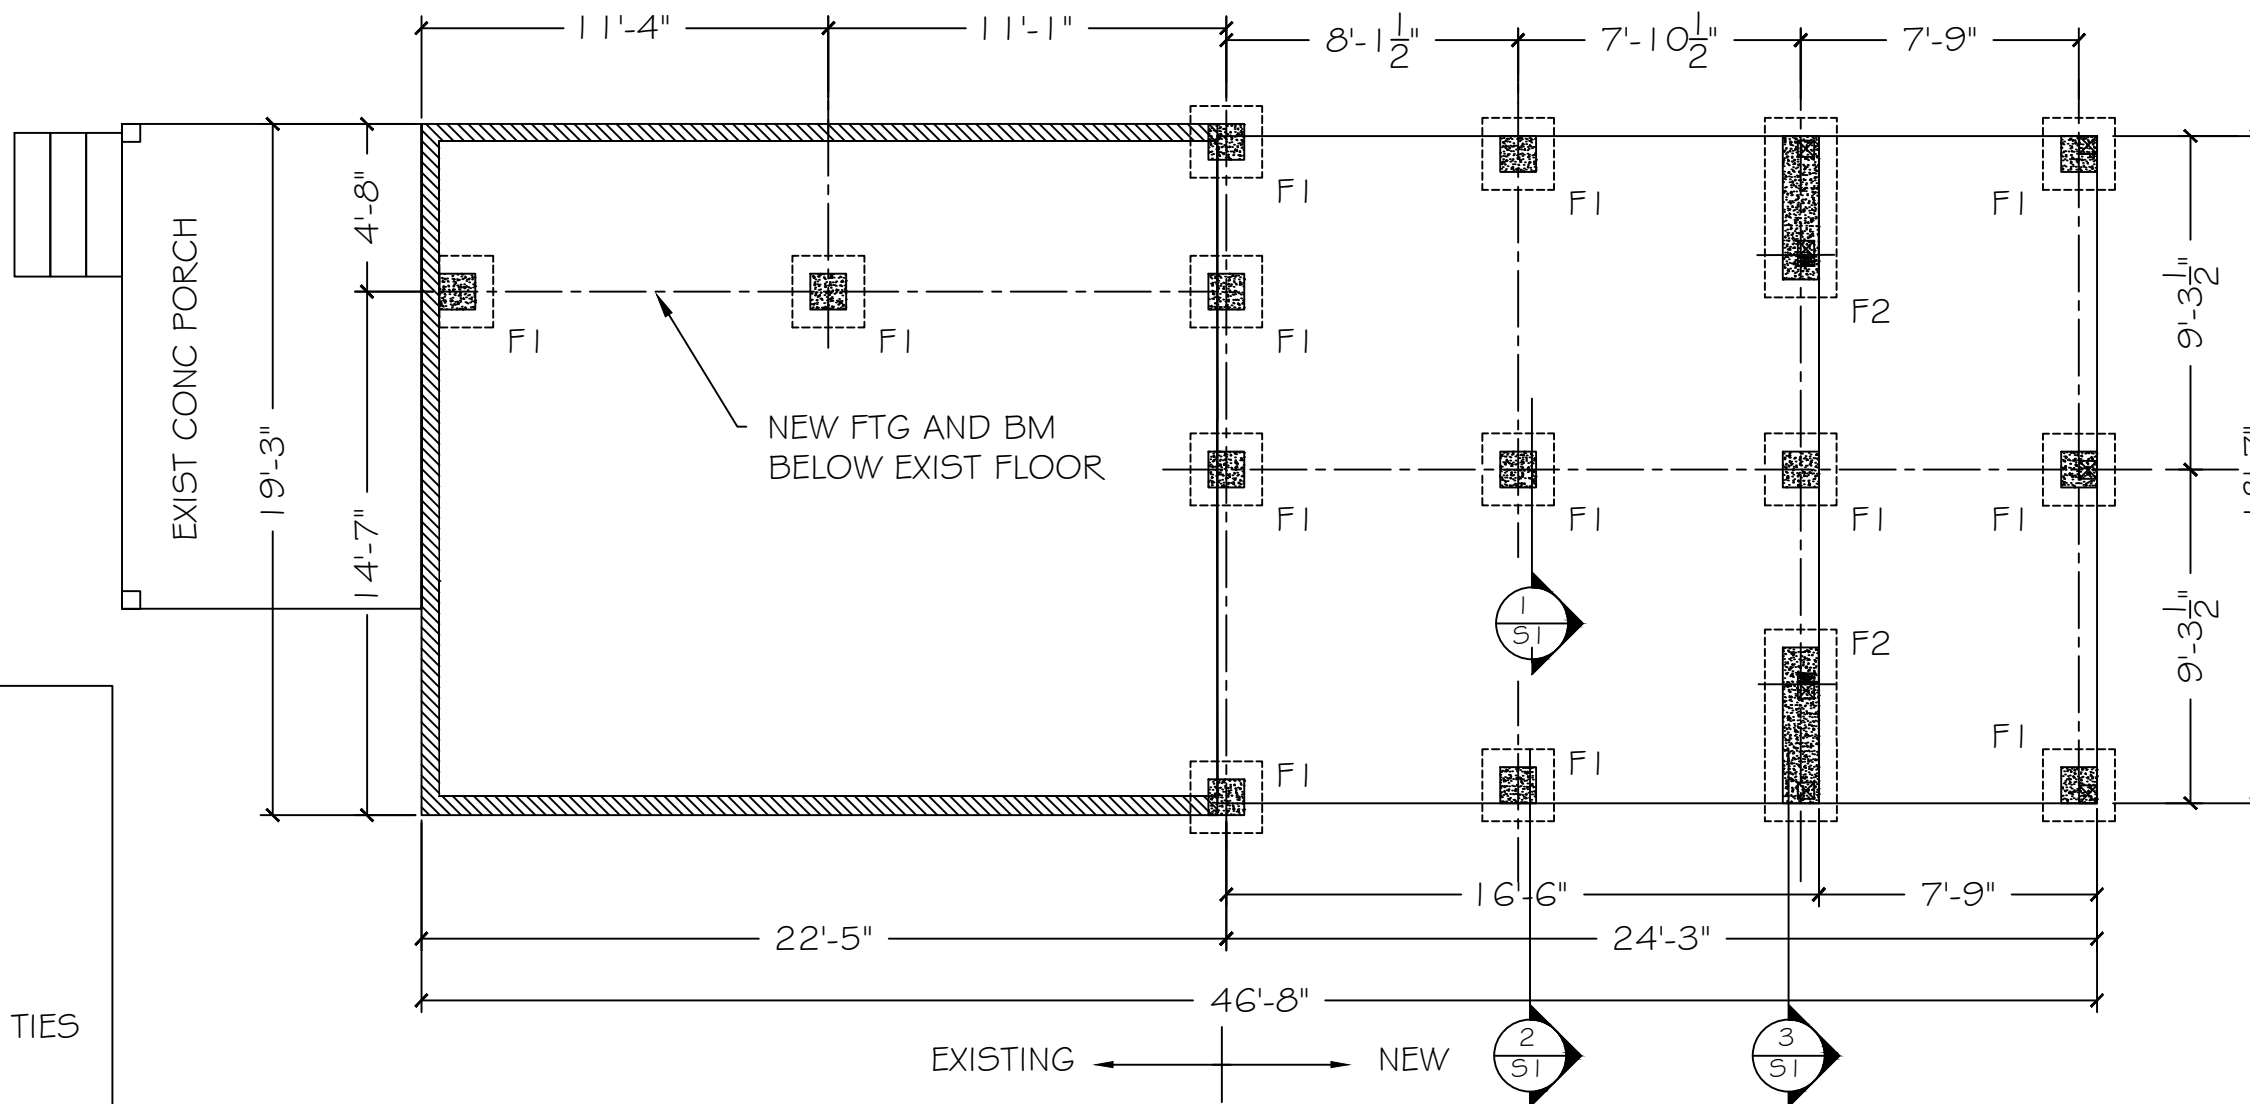 11'-4"
11'-1"
8'-1 1/2"
7'-10 1/2"
7'-9"
4'-8"
EXIST CONC PORCH
19'-3"
14'-7"
F1
F1
F1
F1
F1
F1
F2
9'-3 1/2"
F1
F1
NEW FTG AND BM
BELOW EXIST FLOOR
F1
F1
F1
F1
1
S1
F2
9'-3 1/2"
F1
F1
F1
16'-6"
7'-9"
22'-5"
24'-3"
46'-8"
TIES
EXISTING
NEW
2
S1
3
S1